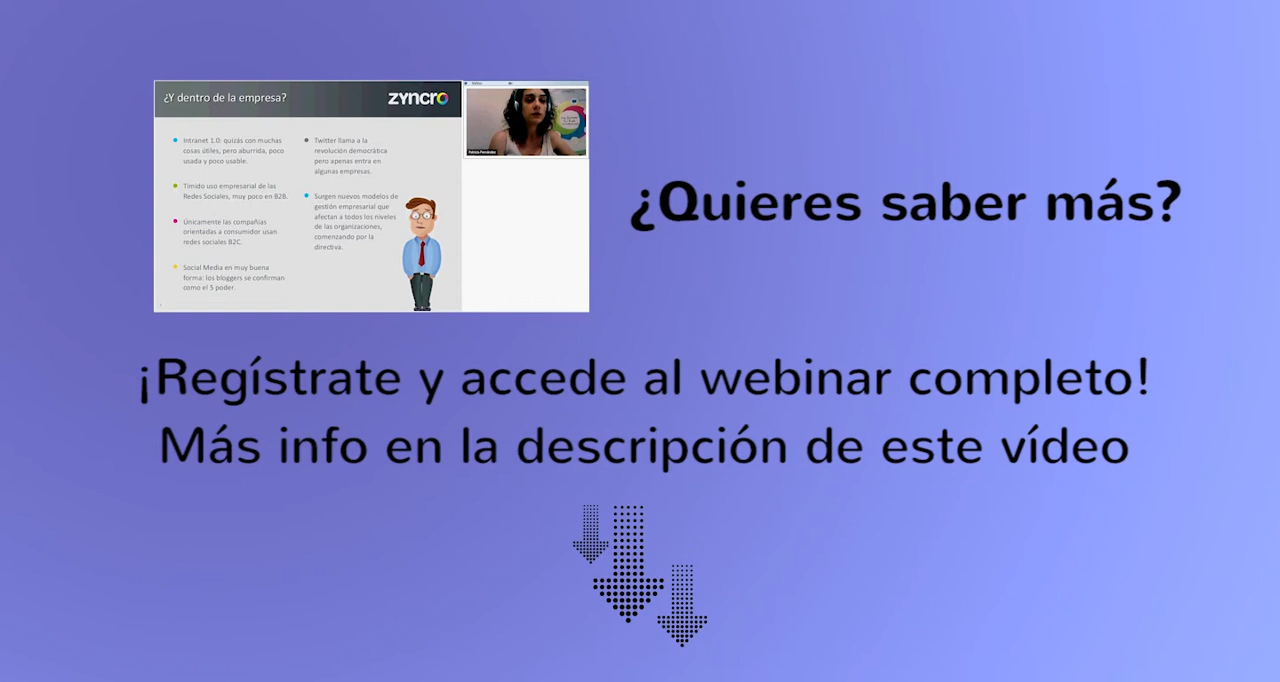 ¿Y dentro de la empresa?
zyncro
Intranet 1.0: quizás con muchas
cosas útiles, pero aburrida, poco
usada y poco usable.
Tímido uso empresarial de las
Redes Sociales, muy poco en B2B.
Únicamente las compañías
orientadas a consumidor usan
redes sociales B2C.
Social Media en muy buena
forma: los bloggers se confirman
como el 5 poder.
Twitter llama a la
revolución democrática
pero apenas entra en
algunas empresas.
Surgen nuevos modelos de
gestión empresarial que
afectan a todos los niveles
de las organizaciones,
comenzando por la
directiva.
Patricia Fernández
¿Quieres saber más?
¡Regístrate y accede al webinar completo!
Más info en la descripción de este vídeo